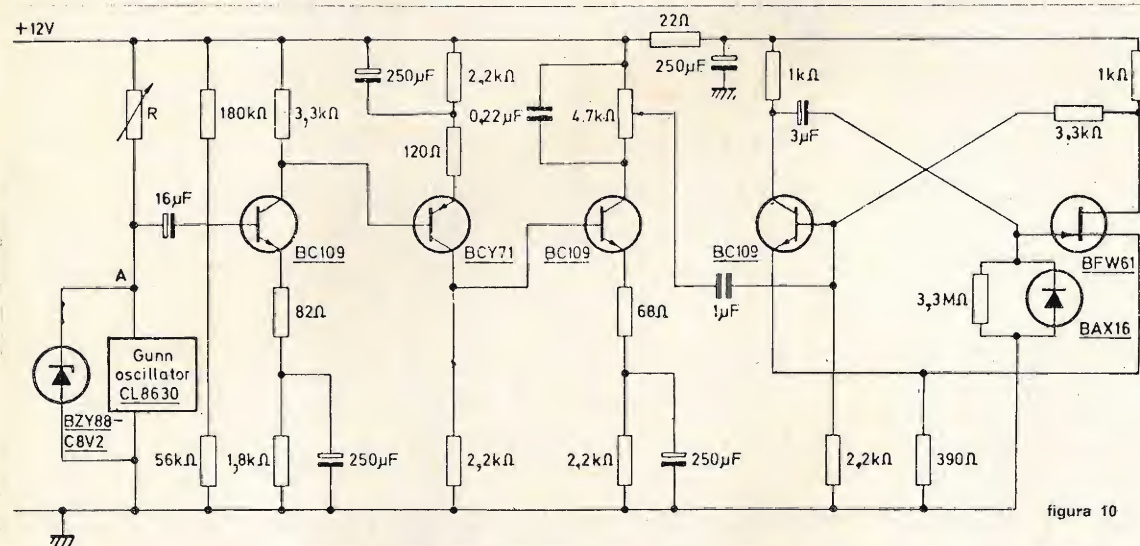 +12V
22Ω
250µF
2,2kΩ
250µF
1kΩ
1kΩ
R
180kΩ
3,3kΩ
0,22µF
4.7kΩ
3µF
3,3kΩ
120Ω
16µF
BC109
BCY71
BC109
BC109
BFW61
A
82Ω
68Ω
1µF
3,3MΩ
BAX16
Gunn
oscillator
CL8630
BZY88-
C8V2
56kΩ
1,8kΩ
250µF
2,2kΩ
2,2kΩ
250µF
2,2kΩ
390Ω
figura 10